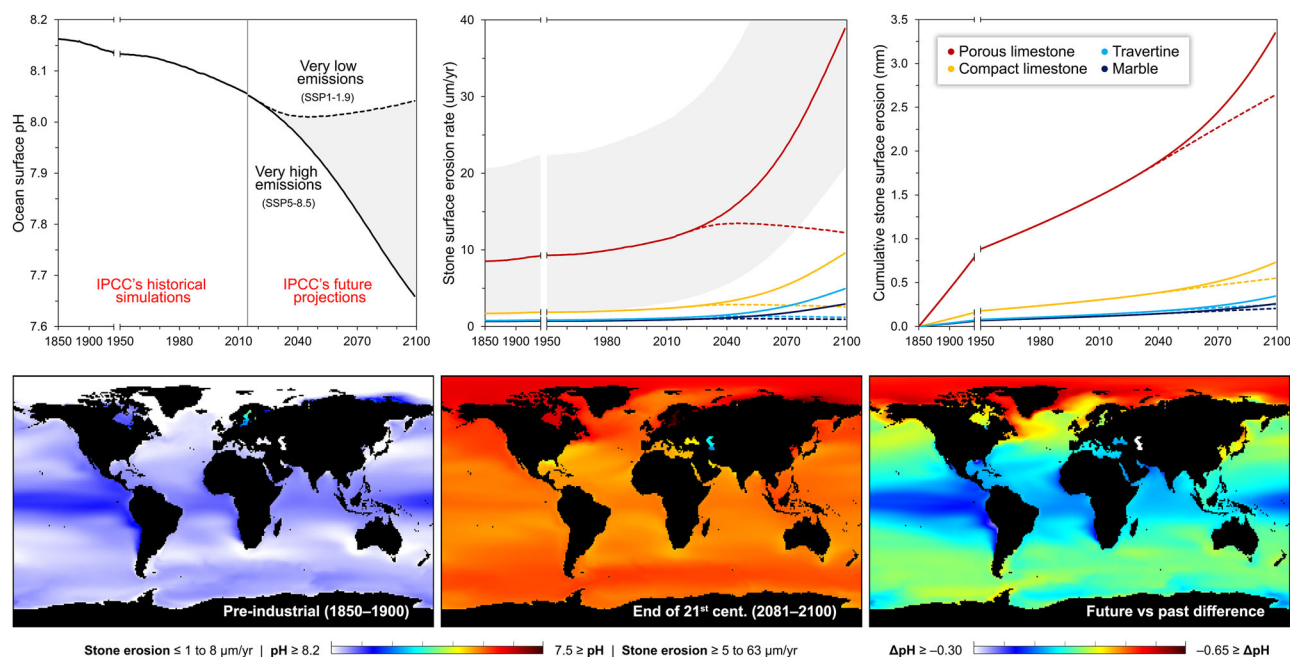 8.2
8.1
8.0
7.9
7.8
7.7
7.6
Ocean surface pH
Very low
emissions
(SSP1-1.9)
Very high
emissions
(SSP5-8.5)
IPCC's historical
simulations
IPCC's future
projections
1850 1900 1950 1980 2010 2040 2070 2100
40
30
20
10
0
Stone surface erosion rate (um/yr)
1850 1900 1950 1980 2010 2040 2070 2100
3.5
3.0
2.5
2.0
1.5
1.0
0.5
0.0
Cumulative stone surface erosion (mm)
Porous limestone
Compact limestone
Travertine
Marble
1850 1900 1950 1980 2010 2040 2070 2100
Pre-industrial (1850–1900)
End of 21st cent. (2081–2100)
Future vs past difference
Stone erosion ≤ 1 to 8 μm/yr | pH ≥ 8.2
7.5 ≥ pH | Stone erosion ≥ 5 to 63 μm/yr
ΔpH ≥ -0.30
-0.65 ≥ ΔpH